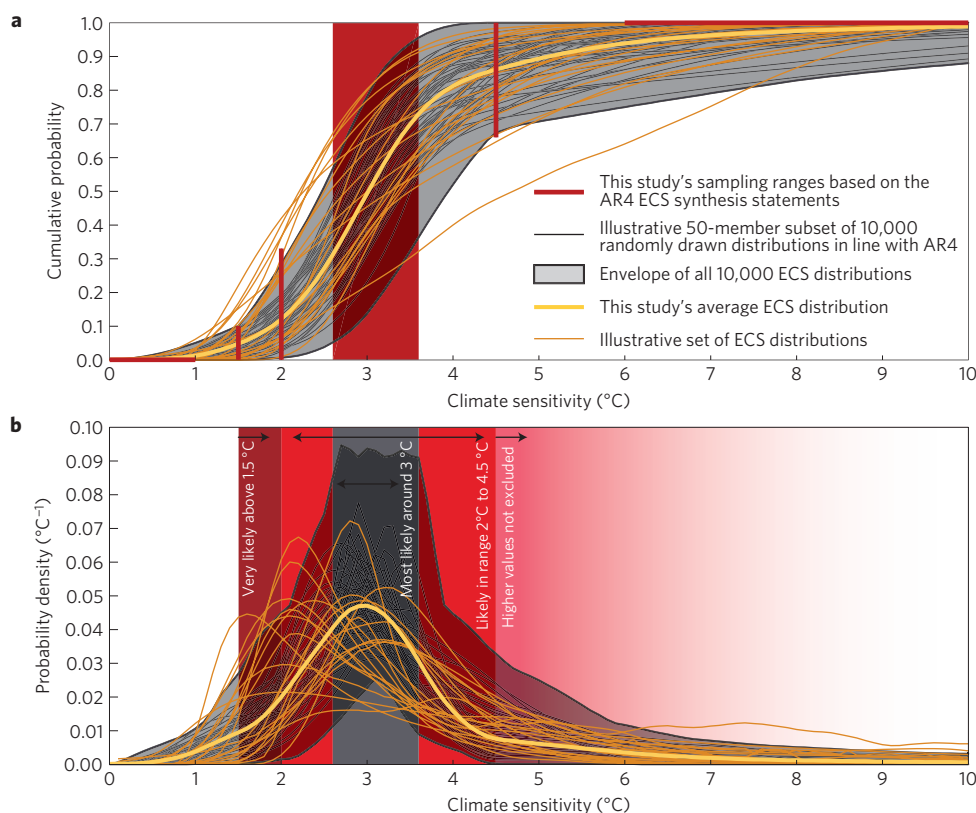 a
1.0
0.9
0.8
0.7
0.6
0.5
0.4
0.3
0.2
0.1
0.0
Cumulative probability
This study's sampling ranges based on the
AR4 ECS synthesis statements
Illustrative 50-member subset of 10,000
randomly drawn distributions in line with AR4
Envelope of all 10,000 ECS distributions
This study's average ECS distribution
Illustrative set of ECS distributions
0 1 2 3 4 5 6 7 8 9 10
Climate sensitivity (°C)
b
0.10
0.09
0.08
0.07
0.06
0.05
0.04
0.03
0.02
0.01
0.00
Probability density (°C⁻¹)
Very likely above 1.5 °C
Most likely around 3 °C
Likely in range 2°C to 4.5 °C
Higher values not excluded
0 1 2 3 4 5 6 7 8 9 10
Climate sensitivity (°C)